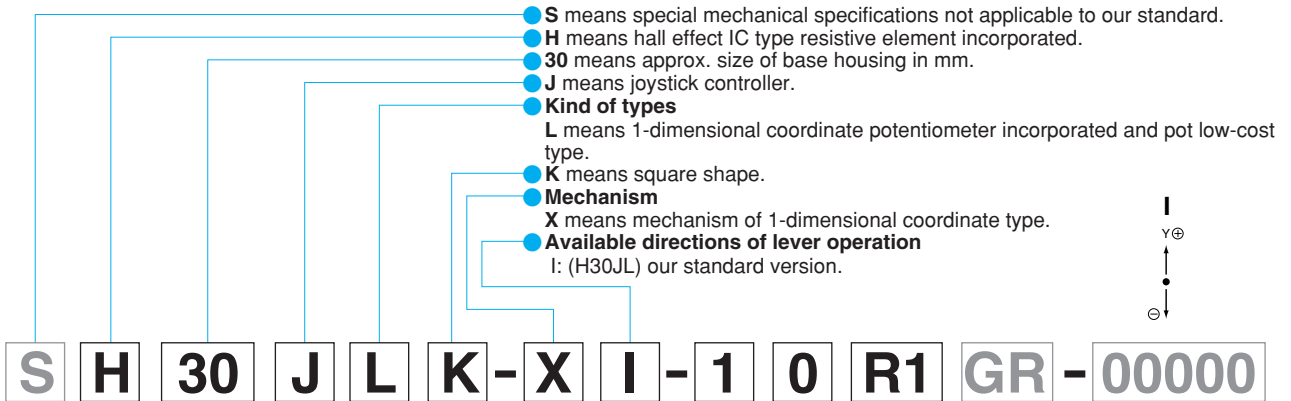 S means special mechanical specifications not applicable to our standard.
H means hall effect IC type resistive element incorporated.
30 means approx. size of base housing in mm.
J means joystick controller.
Kind of types
L means 1-dimensional coordinate potentiometer incorporated and pot low-cost
type.
K means square shape.
Mechanism
X means mechanism of 1-dimensional coordinate type.
Available directions of lever operation
I: (H30JL) our standard version.
I
Y⊕
⊖
S H 30 J L K - X I - 1 0 R1 GR - 00000